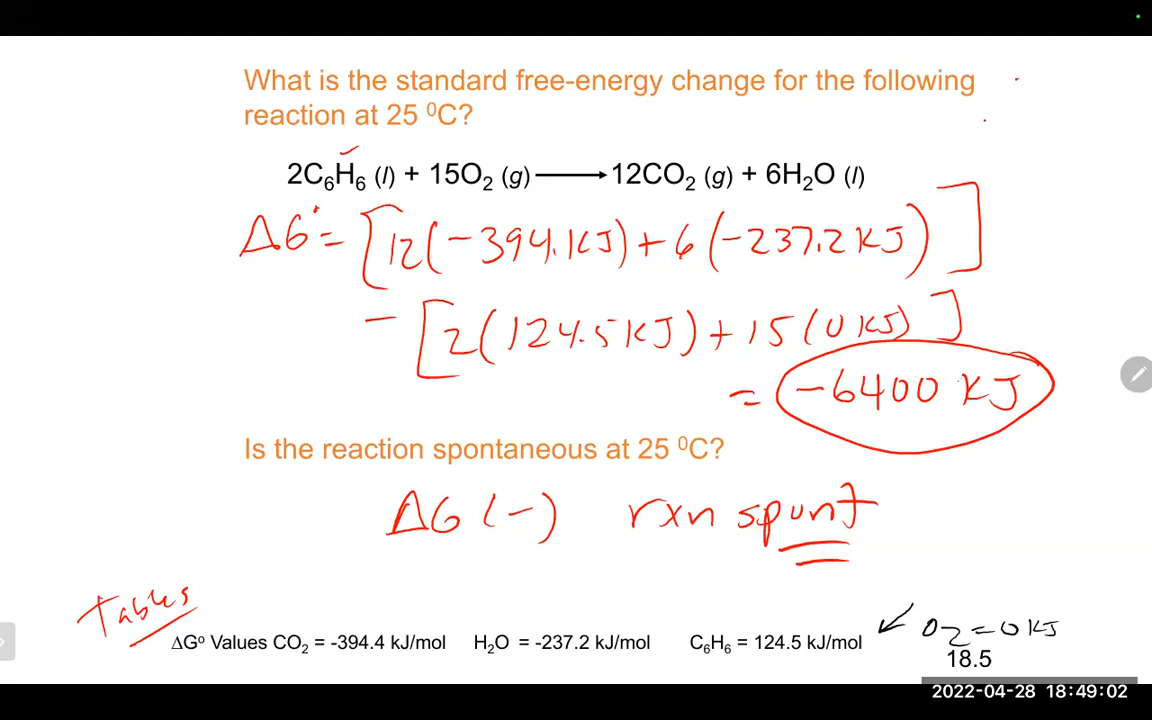 What is the standard free-energy change for the following
reaction at 25 ⁰C?
2C₆H₆ (l) + 15O₂ (g) ⟶ 12CO₂ (g) + 6H₂O (l)
ΔG° = [12(-394.1KJ) + 6(-237.2KJ)]
- [2(124.5KJ) + 15(0KJ)]
= -6400 KJ
Is the reaction spontaneous at 25 ⁰C?
ΔG (-) rxn spont
Tables
ΔGº Values CO₂ = -394.4 kJ/mol H₂O = -237.2 kJ/mol C₆H₆ = 124.5 kJ/mol ↙ O₂ = 0 KJ
18.5
2022-04-28 18:49:02